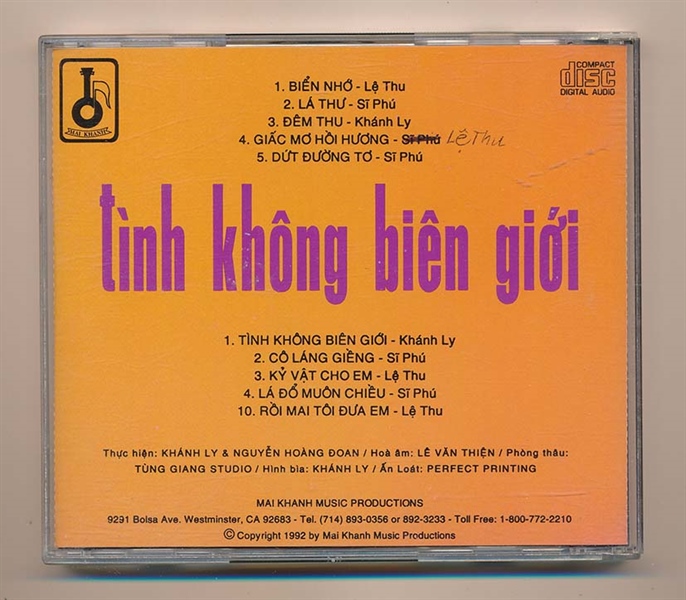 MAI KHANH
COMPACT
disc
DIGITAL AUDIO
1. BIỂN NHỚ - Lệ Thu
2. LÁ THƯ - Sĩ Phú
3. ĐÊM THU - Khánh Ly
4. GIẤC MƠ HỒI HƯƠNG - Sĩ Phú Lệ Thu
5. DỨT ĐƯỜNG TƠ - Sĩ Phú
tình không biên giới
1. TÌNH KHÔNG BIÊN GIỚI - Khánh Ly
2. CÔ LÁNG GIỀNG - Sĩ Phú
3. KỶ VẬT CHO EM - Lệ Thu
4. LÁ ĐỔ MUÔN CHIỀU - Sĩ Phú
10. RỒI MAI TÔI ĐƯA EM - Lệ Thu
Thực hiện: KHÁNH LY & NGUYỄN HOÀNG ĐOAN / Hoà âm: LÊ VĂN THIỆN / Phòng thâu:
TÙNG GIANG STUDIO / Hình bìa: KHÁNH LY / Ấn Loát: PERFECT PRINTING
MAI KHANH MUSIC PRODUCTIONS
9291 Bolsa Ave. Westminster, CA 92683 - Tel. (714) 893-0356 or 892-3233 - Toll Free: 1-800-772-2210
© Copyright 1992 by Mai Khanh Music Productions